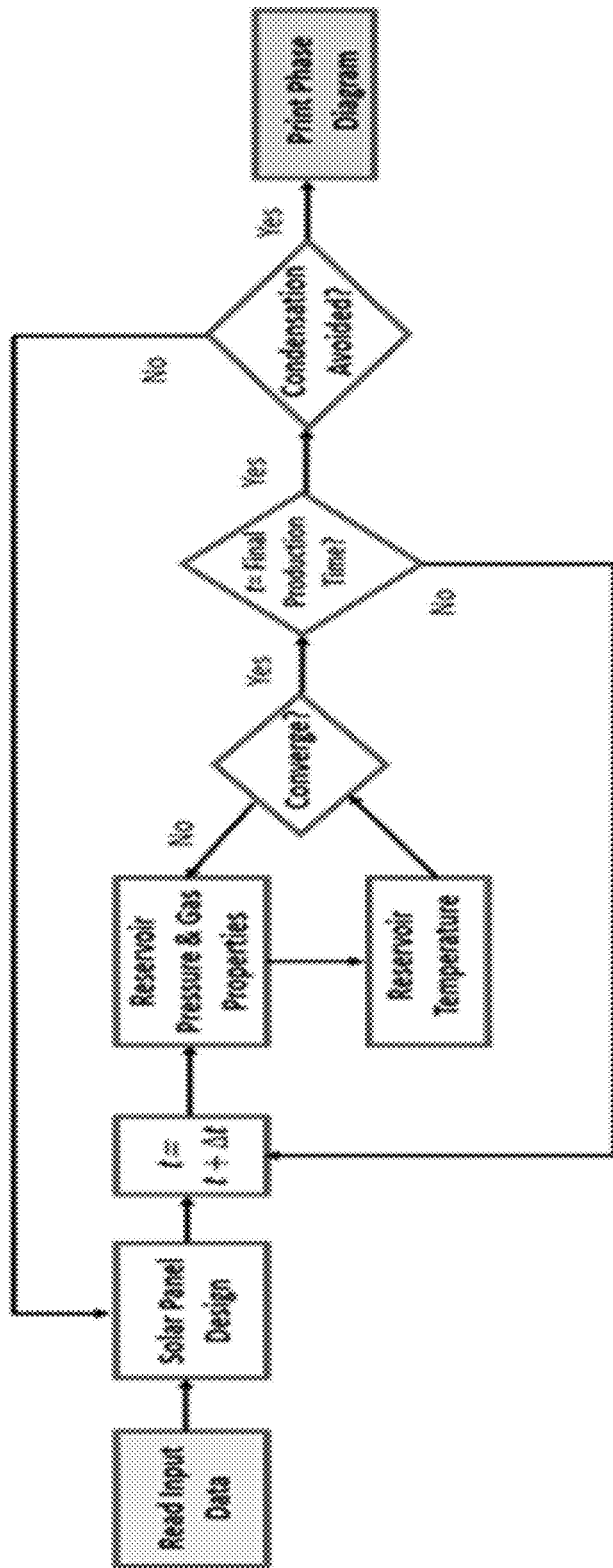 Read Input
Data
Solar Panel
Design
t =
t + Δt
Reservoir
Pressure & Gas
Properties
Reservoir
Temperature
No
Converge?
Yes
t= Final
Production
Time?
No
Yes
Condensation
Avoided?
No
Yes
Print Phase
Diagram